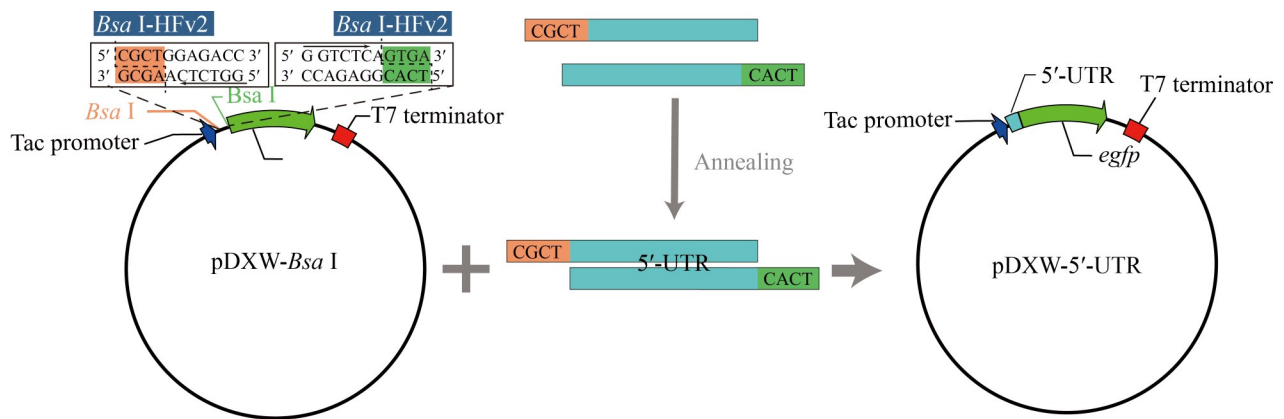 Bsa I-HFv2
Bsa I-HFv2
5′ CGCTGGAGACC 3′
3′ GCGAACTCTGG 5′
5′ G GTCTCAGTGA 3′
3′ CCAGAGGCACT 5′
Bsa I
Bsa I
Tac promoter
T7 terminator
pDXW-Bsa I
CGCT
CACT
Annealing
CGCT
5′-UTR
CACT
5′-UTR
T7 terminator
Tac promoter
egfp
pDXW-5′-UTR